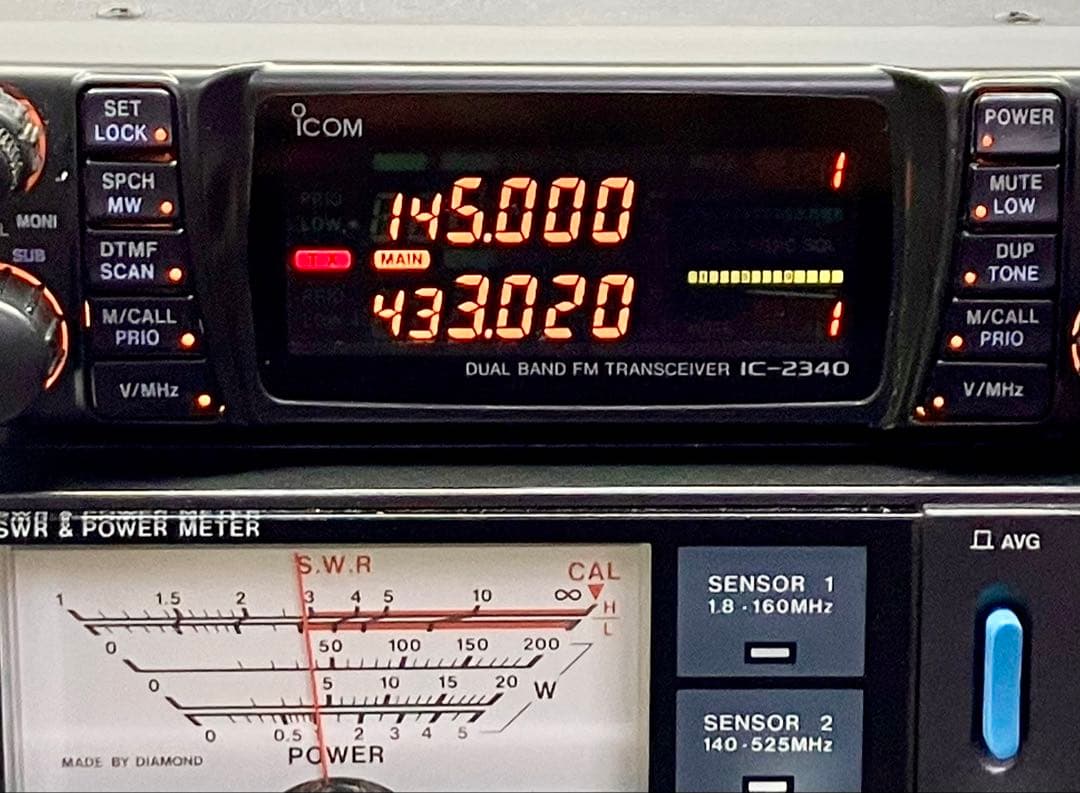 SET
LOCK
SPCH
MW
MONI
SUB
DTMF
SCAN
M/CALL
PRIO
V/MHz
ICOM
1
145.000
TX MAIN
433.020
1
DUAL BAND FM TRANSCEIVER IC-2340
POWER
MUTE
LOW
DUP
TONE
M/CALL
PRIO
V/MHz
SWR & POWER METER
S.W.R
CAL
1 1.5 2 3 4 5 10 ∞ H
L
0 50 100 150 200
0 5 10 15 20 W
0 0.5 2 3 4 5
POWER
MADE BY DIAMOND
SENSOR 1
1.8-160MHz
SENSOR 2
140-525MHz
AVG